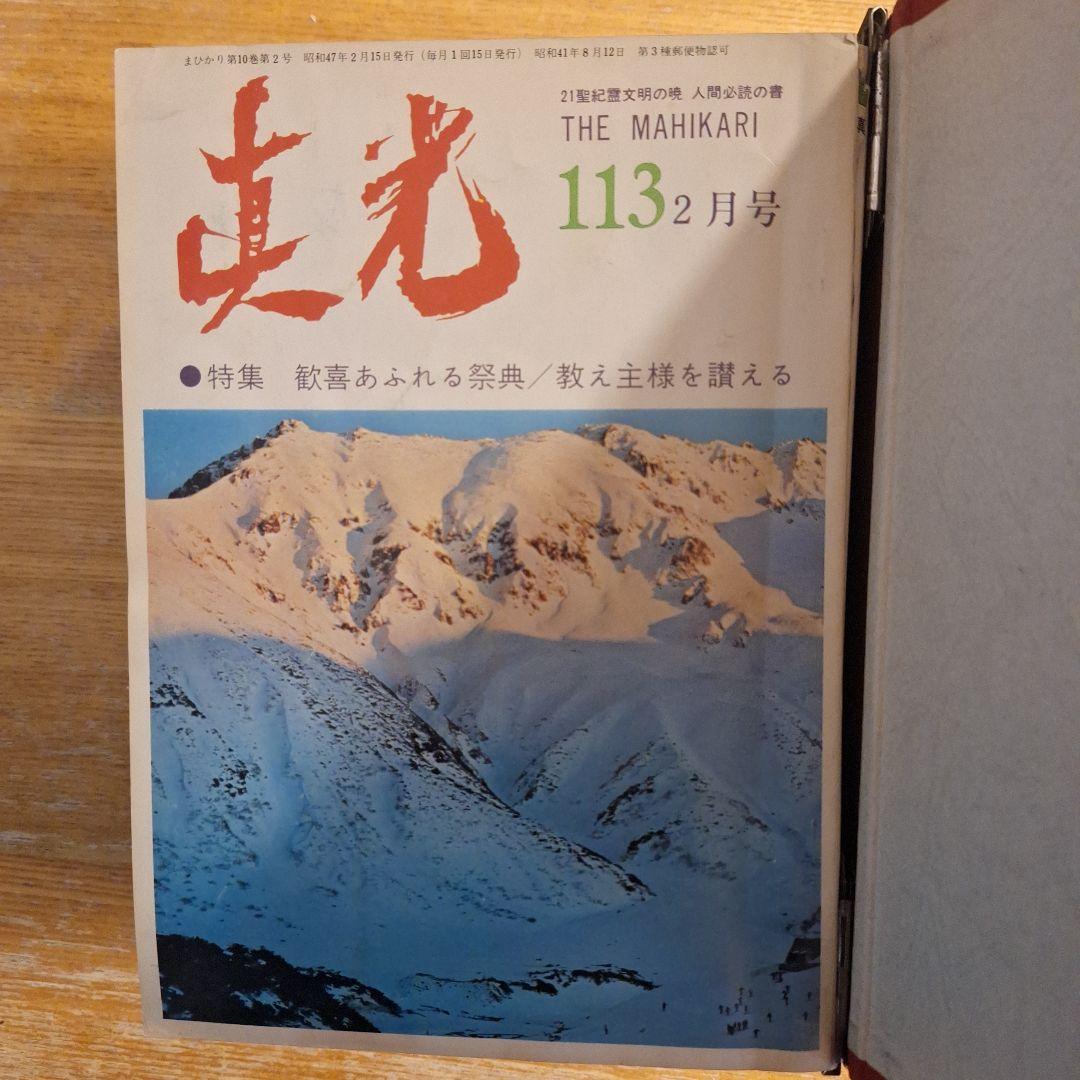 まひかり第10巻第2号 昭和47年2月15日発行(毎月1回15日発行) 昭和41年8月12日 第3種郵便物認可
眞光
21聖紀霊文明の暁 人間必読の書
THE MAHIKARI
113 2月号
●特集 歓喜あふれる祭典/教え主様を讃える
真